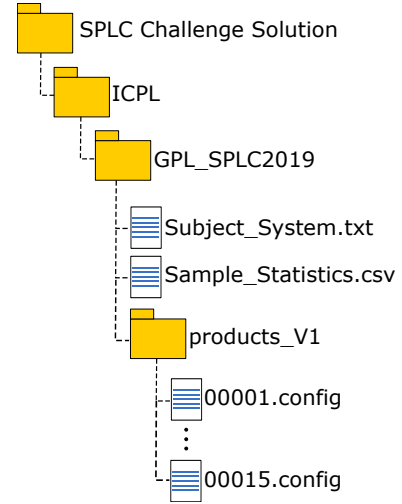 SPLC Challenge Solution
ICPL
GPL_SPLC2019
Subject_System.txt
Sample_Statistics.csv
products_V1
00001.config
00015.config